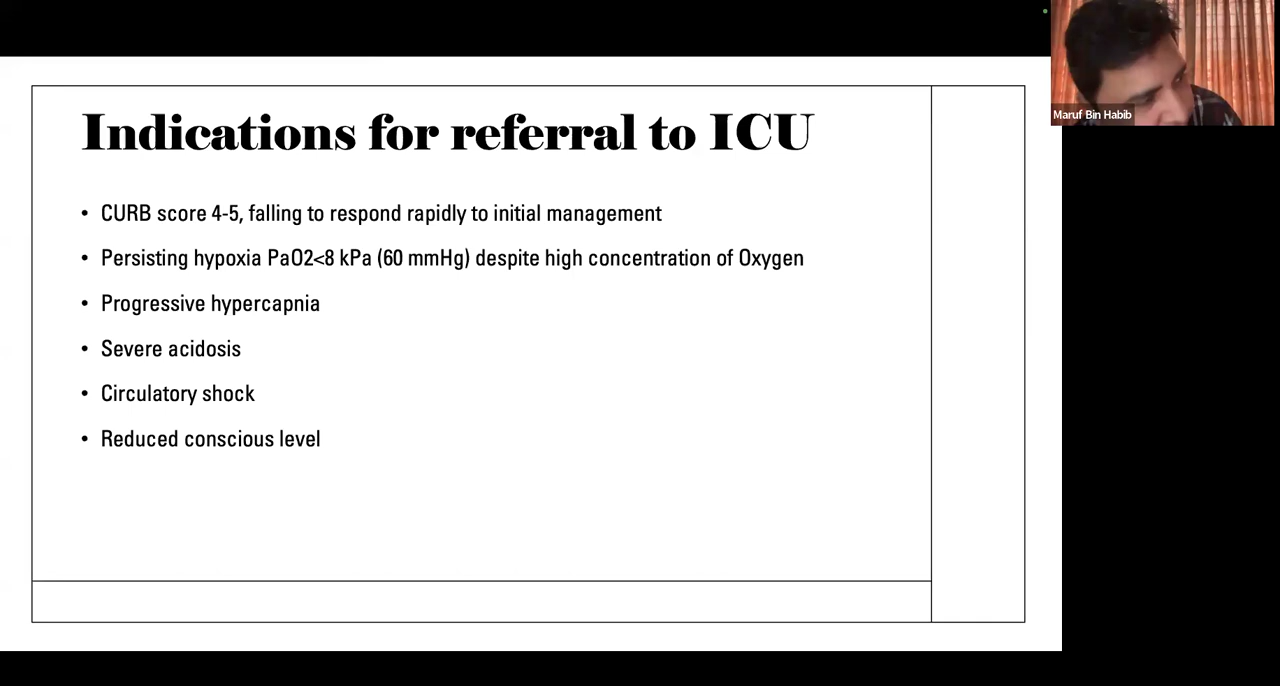 Indications for referral to ICU
• CURB score 4-5, falling to respond rapidly to initial management
• Persisting hypoxia PaO2<8 kPa (60 mmHg) despite high concentration of Oxygen
• Progressive hypercapnia
• Severe acidosis
• Circulatory shock
• Reduced conscious level
Maruf Bin Habib